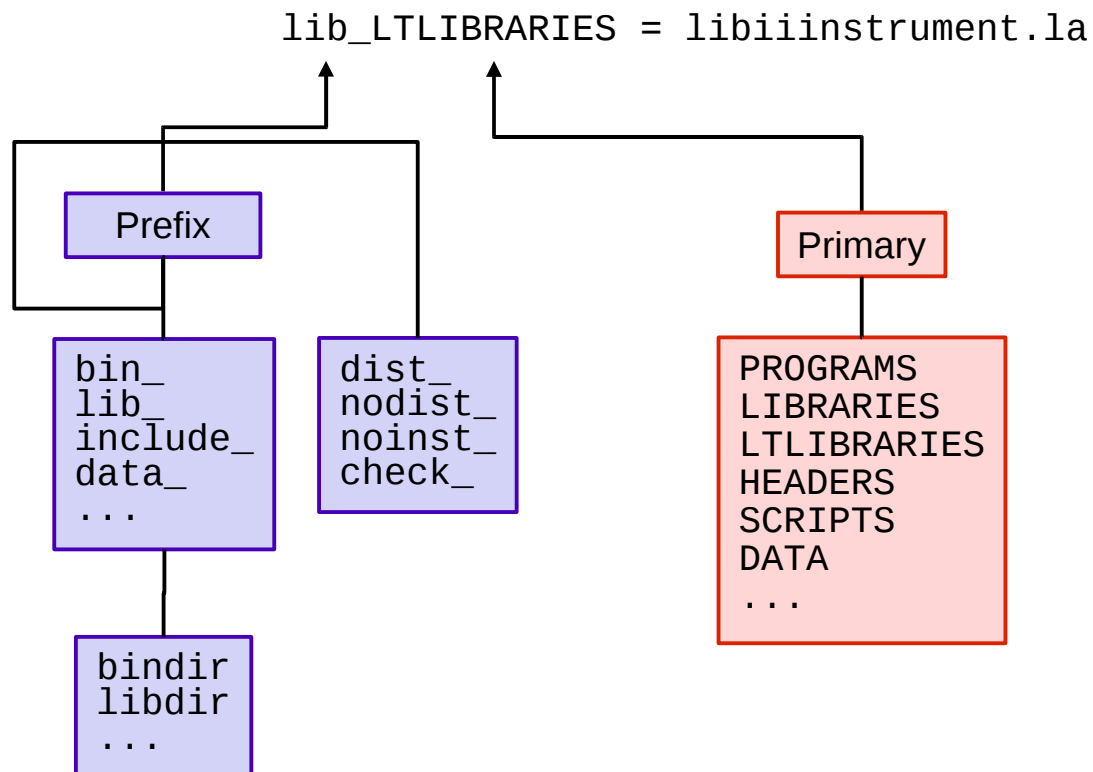 lib_LTLIBRARIES = libiiinstrument.la
Prefix
Primary
bin_
lib_
include_
data_
...
dist_
nodist_
noinst_
check_
PROGRAMS
LIBRARIES
LTLIBRARIES
HEADERS
SCRIPTS
DATA
...
bindir
libdir
...